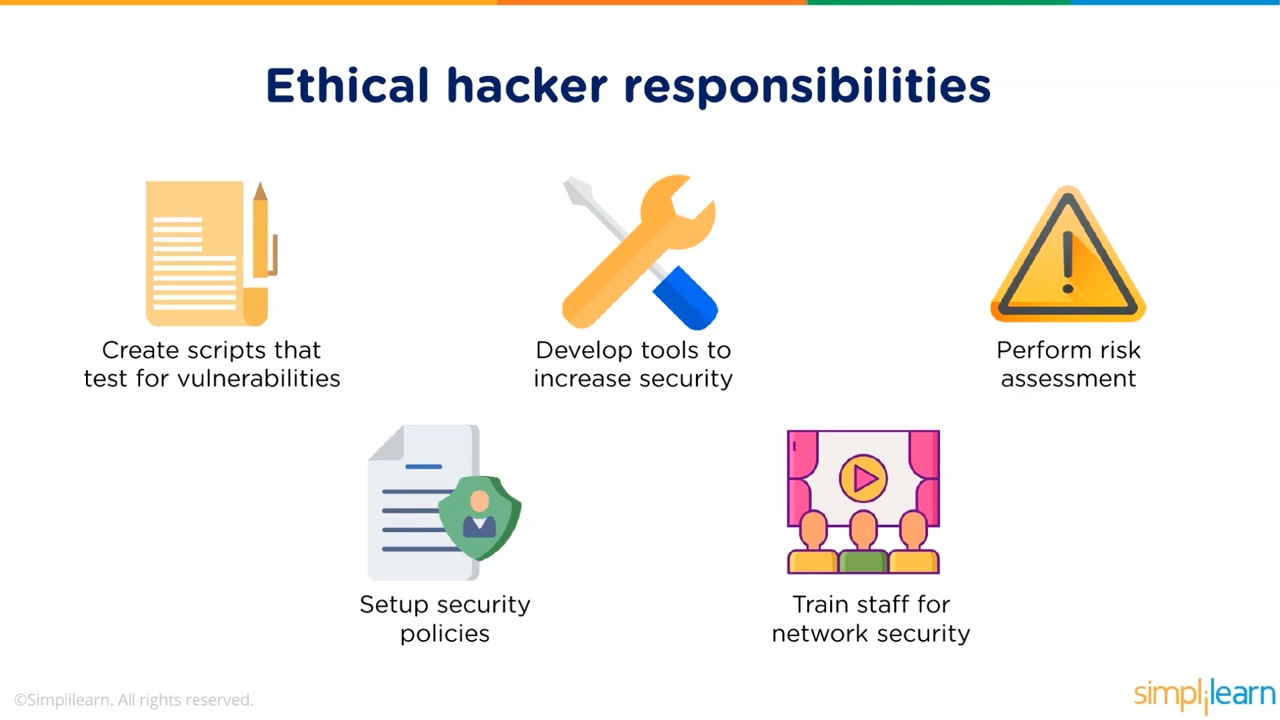 Ethical hacker responsibilities
Create scripts that
test for vulnerabilities
Develop tools to
increase security
Perform risk
assessment
Setup security
policies
Train staff for
network security
©Simplilearn. All rights reserved.
simplilearn